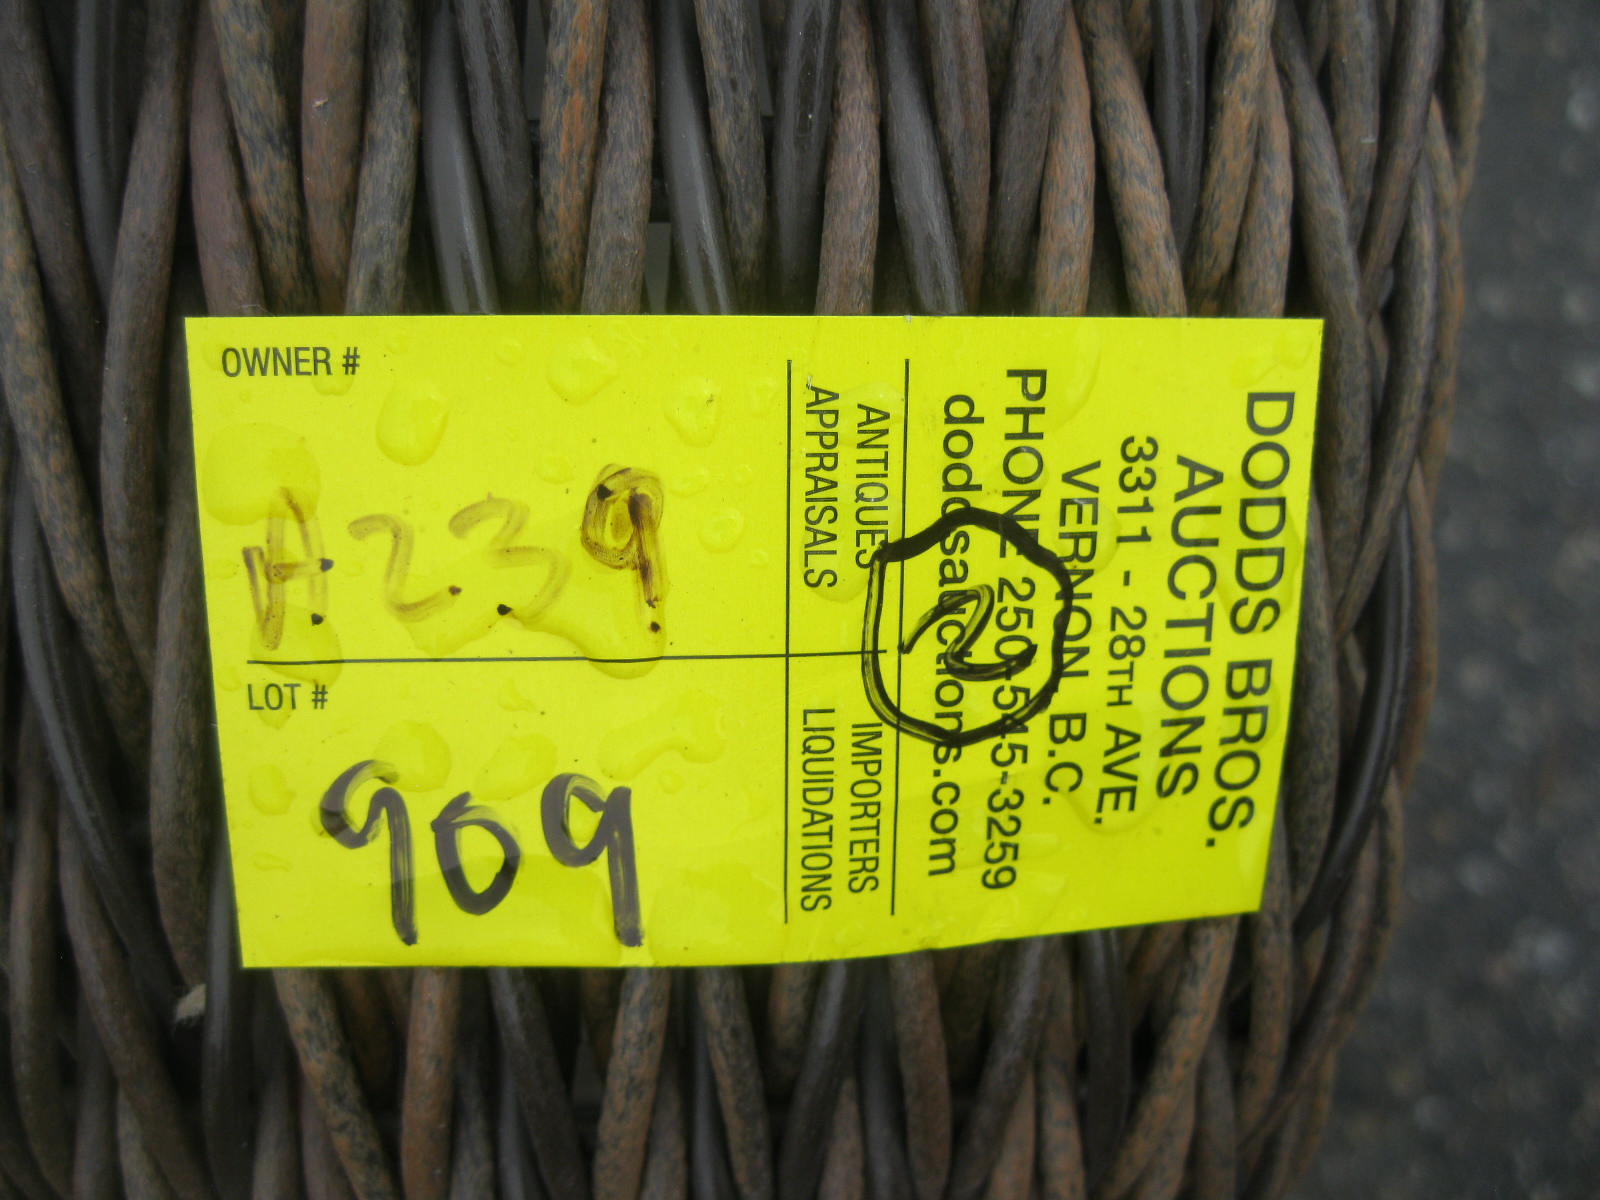 OWNER #
A239
LOT #
909
DODDS BROS.
AUCTIONS
3311 - 28TH AVE.
VERNON, B.C.
PHONE 250-545-3259
doddsauctions.com
2
ANTIQUES IMPORTERS
APPRAISALS LIQUIDATIONS